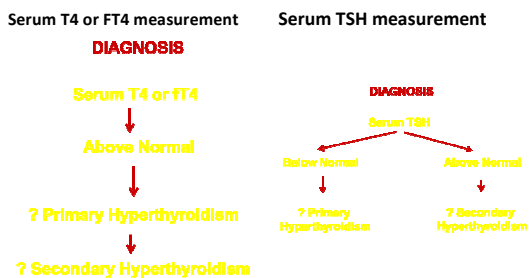 Serum T4 or FT4 measurement
DIAGNOSIS
Serum T4 or fT4
Above Normal
? Primary Hyperthyroidism
? Secondary Hyperthyroidism
Serum TSH measurement
DIAGNOSIS
Serum TSH
Below Normal
Above Normal
? Primary
Hyperthyroidism
? Secondary
Hyperthyroidism